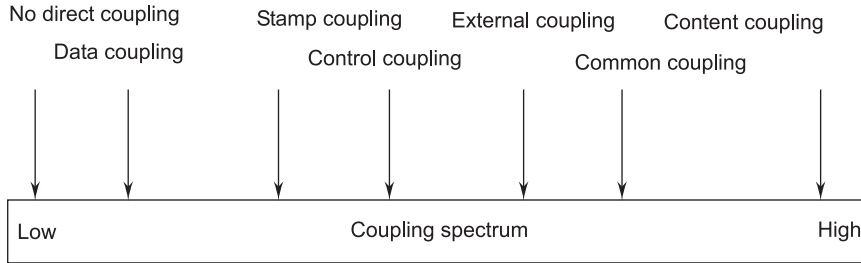 No direct coupling
Stamp coupling
External coupling
Content coupling
Data coupling
Control coupling
Common coupling
Low
Coupling spectrum
High